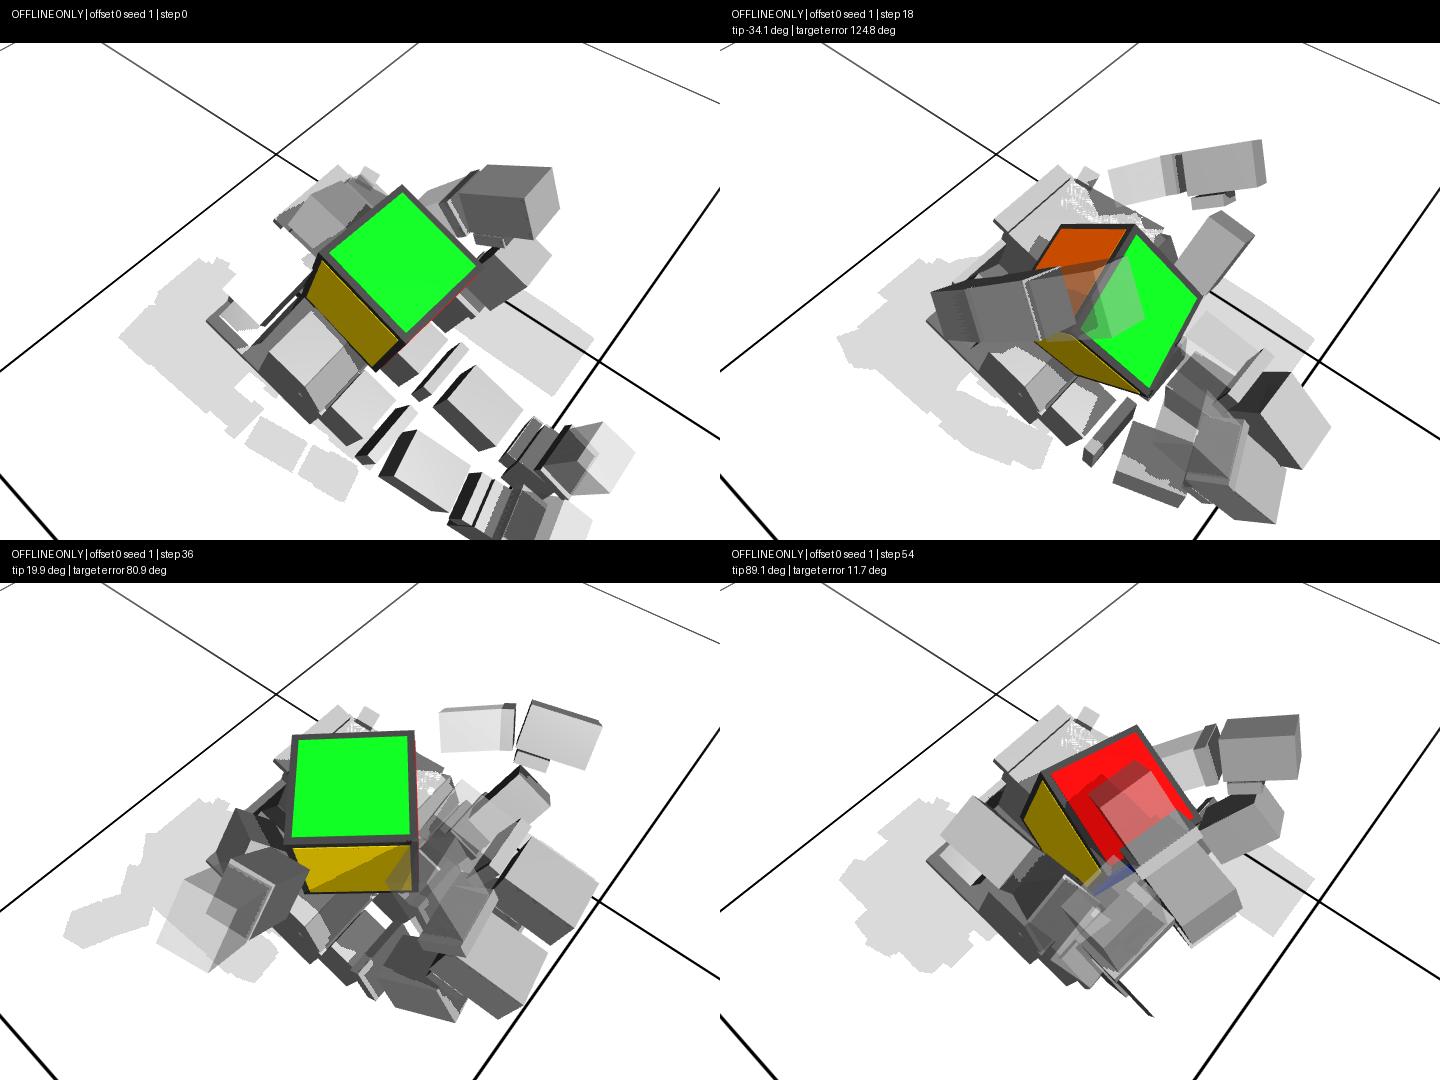 OFFLINE ONLY | offset 0 seed 1 | step 0
OFFLINE ONLY | offset 0 seed 1 | step 18
tip -34.1 deg | target error 124.8 deg
OFFLINE ONLY | offset 0 seed 1 | step 36
tip 19.9 deg | target error 80.9 deg
OFFLINE ONLY | offset 0 seed 1 | step 54
tip 89.1 deg | target error 11.7 deg